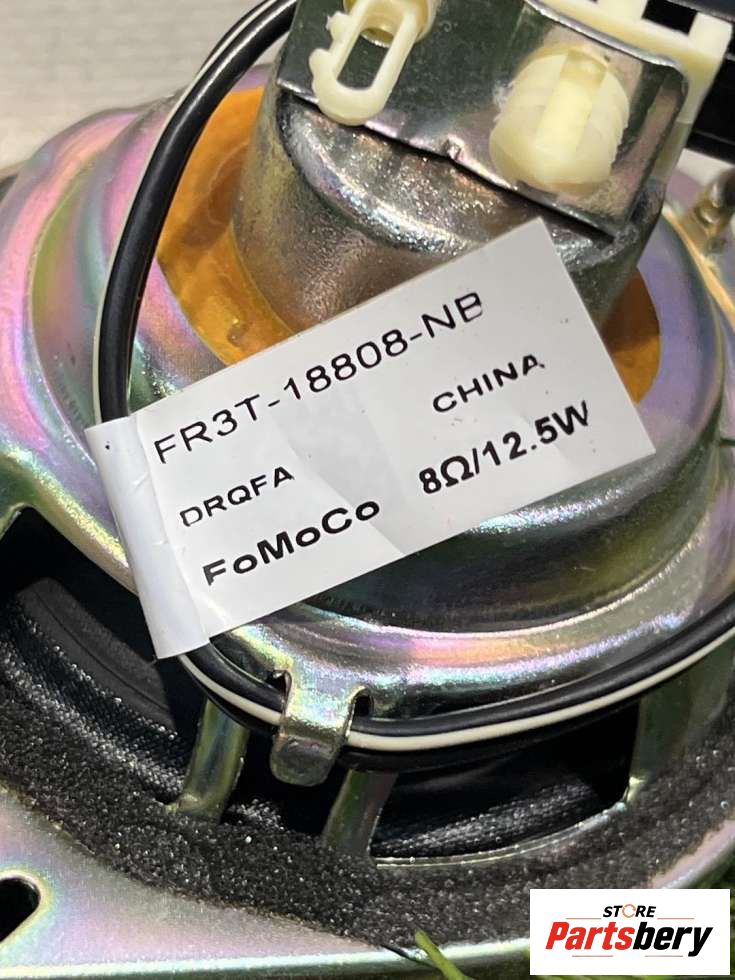 FR3T-18808-NB
CHINA
DRQFA
8Ω/12.5W
FoMoCo
STORE
Partsbery